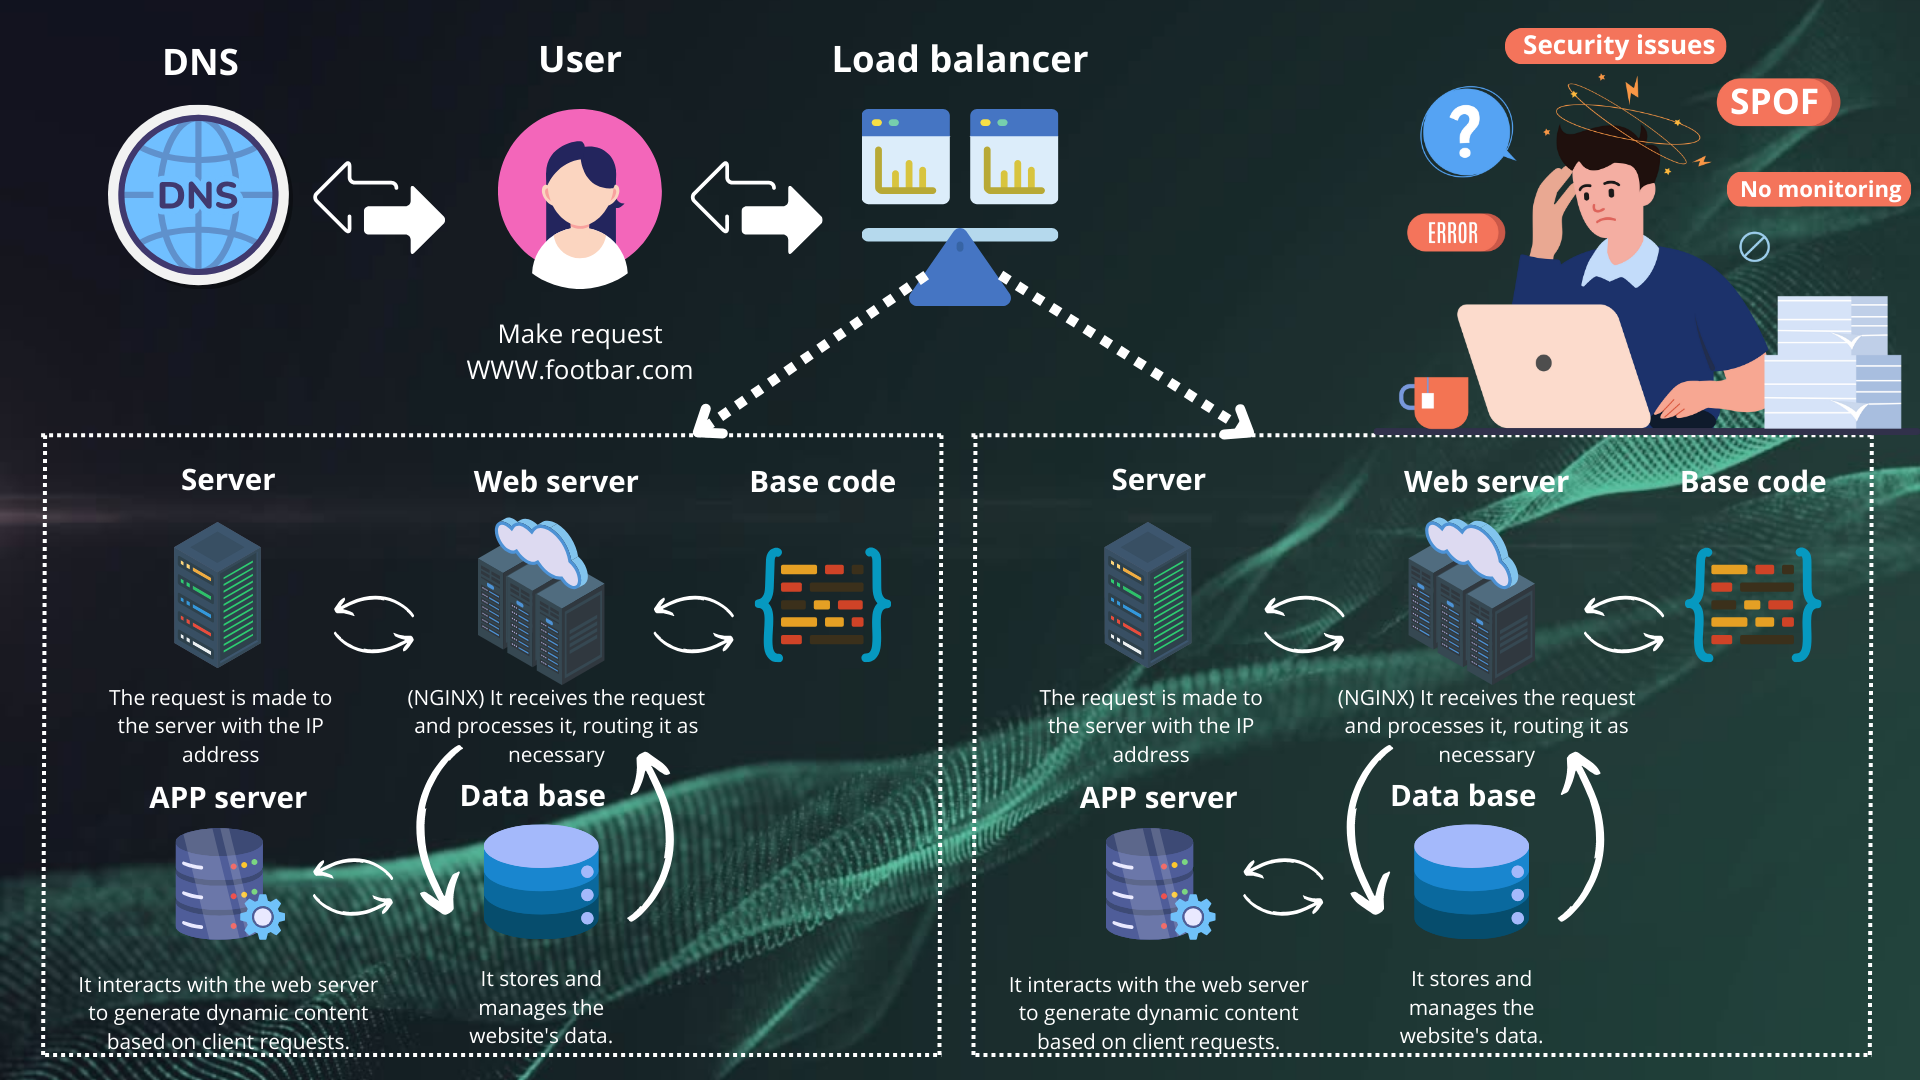 DNS
User
Load balancer
Security issues
SPOF
?
DNS
No monitoring
ERROR
Make request
WWW.footbar.com
Server
Web server
Base code
The request is made to
the server with the IP
address
(NGINX) It receives the request
and processes it, routing it as
necessary
APP server
Data base
It interacts with the web server
to generate dynamic content
based on client requests.
It stores and
manages the
website's data.
Server
Web server
Base code
The request is made to
the server with the IP
address
(NGINX) It receives the request
and processes it, routing it as
necessary
APP server
Data base
It interacts with the web server
to generate dynamic content
based on client requests.
It stores and
manages the
website's data.